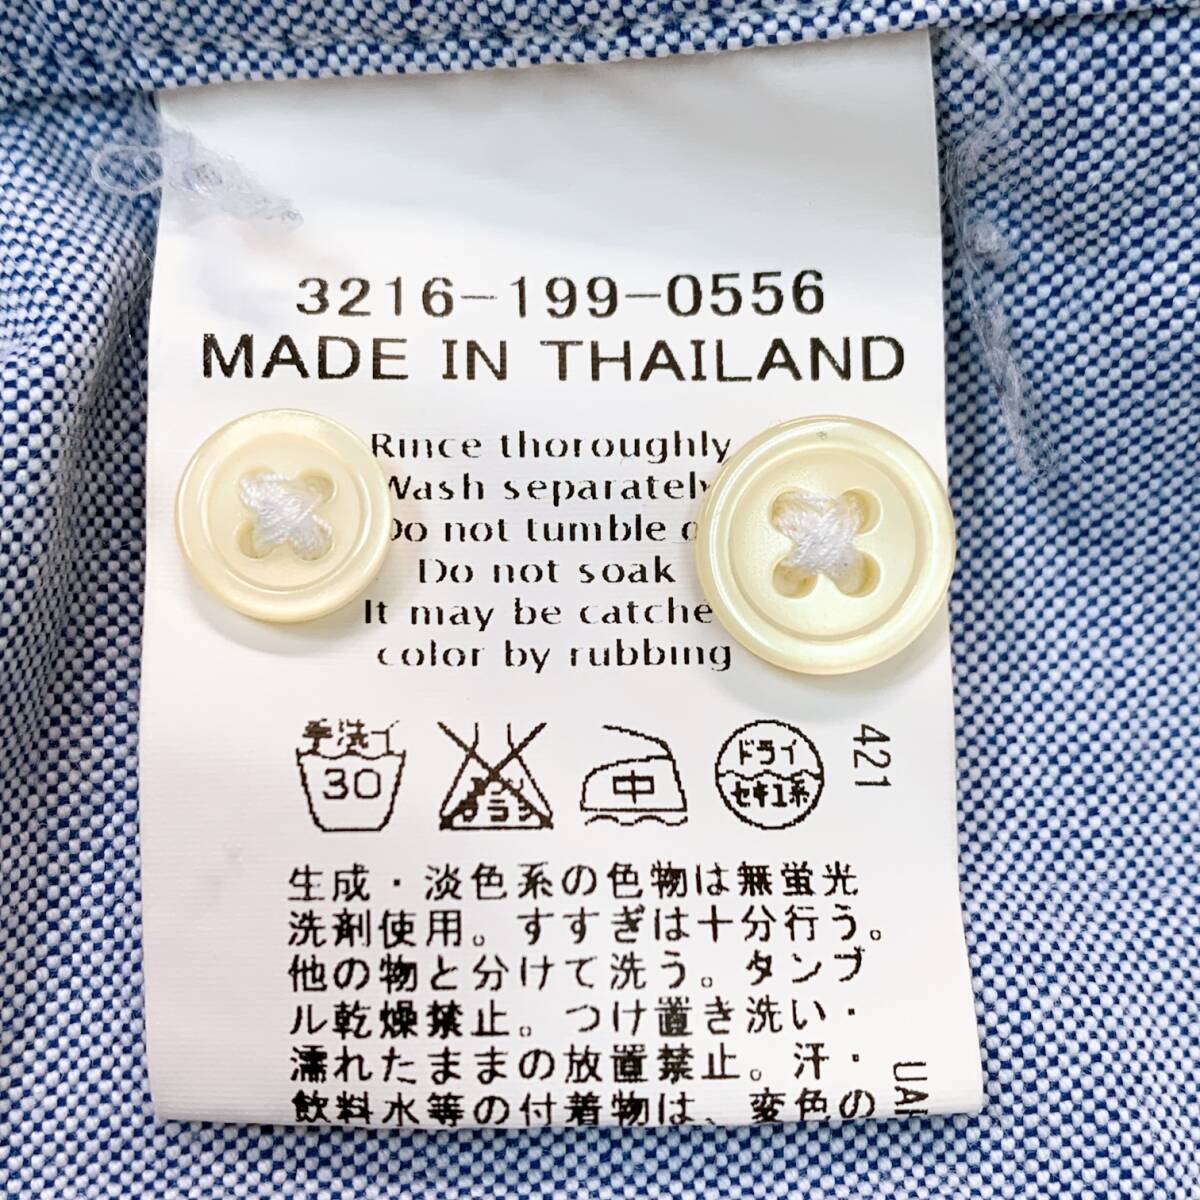 3216-199-0556
MADE IN THAILAND
Rince thoroughly
Wash separately
Do not tumble
Do not soak
It may be catche
color by rubbing
手洗イ
30
中
ドライ
セキユ系
421
生成・淡色系の色物は無蛍光
洗剤使用。すすぎは十分行う。
他の物と分けて洗う。タンブ
ル乾燥禁止。つけ置き洗い・
濡れたままの放置禁止。汗・
飲料水等の付着物は、変色の